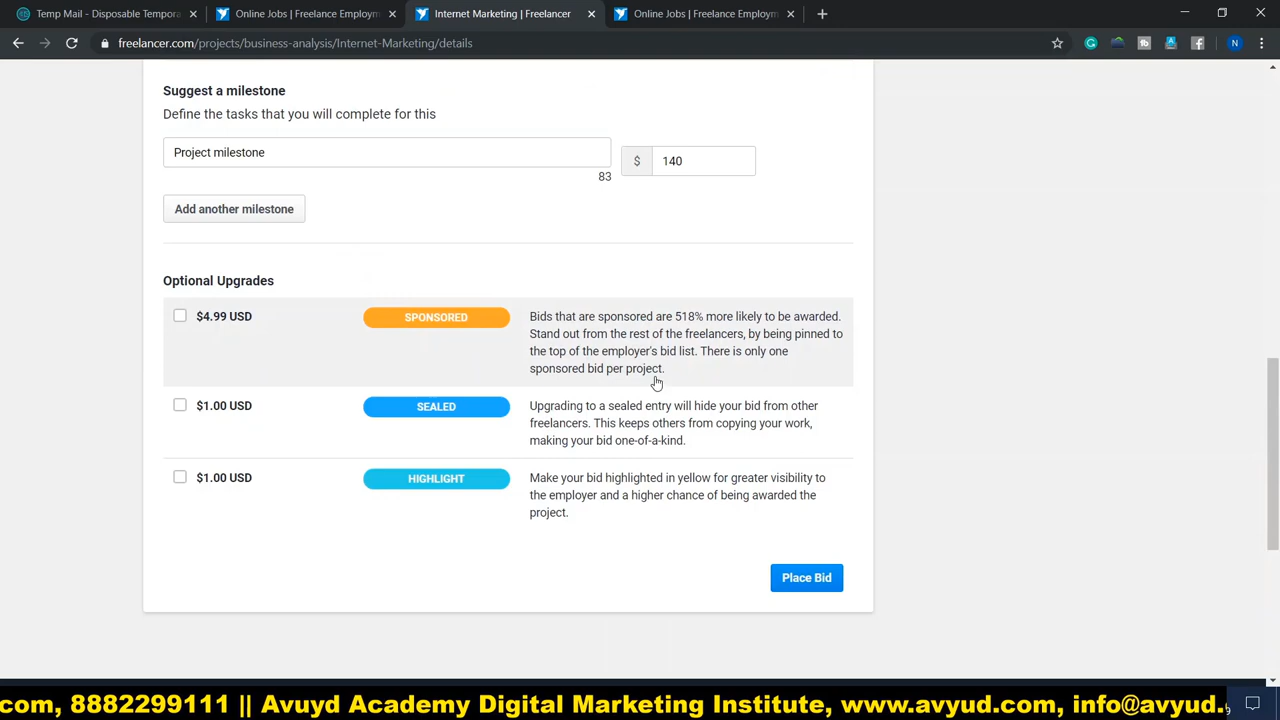 Temp Mail - Disposable Tempora
Online Jobs | Freelance Employm
Internet Marketing | Freelancer
Online Jobs | Freelance Employm
freelancer.com/projects/business-analysis/Internet-Marketing/details
N
Suggest a milestone
Define the tasks that you will complete for this
Project milestone
$ 140
83
Add another milestone
Optional Upgrades
$4.99 USD
SPONSORED
Bids that are sponsored are 518% more likely to be awarded.
Stand out from the rest of the freelancers, by being pinned to
the top of the employer's bid list. There is only one
sponsored bid per project.
$1.00 USD
SEALED
Upgrading to a sealed entry will hide your bid from other
freelancers. This keeps others from copying your work,
making your bid one-of-a-kind.
$1.00 USD
HIGHLIGHT
Make your bid highlighted in yellow for greater visibility to
the employer and a higher chance of being awarded the
project.
Place Bid
com, 8882299111 || Avuyd Academy Digital Marketing Institute, www.avyud.com, info@avyud.